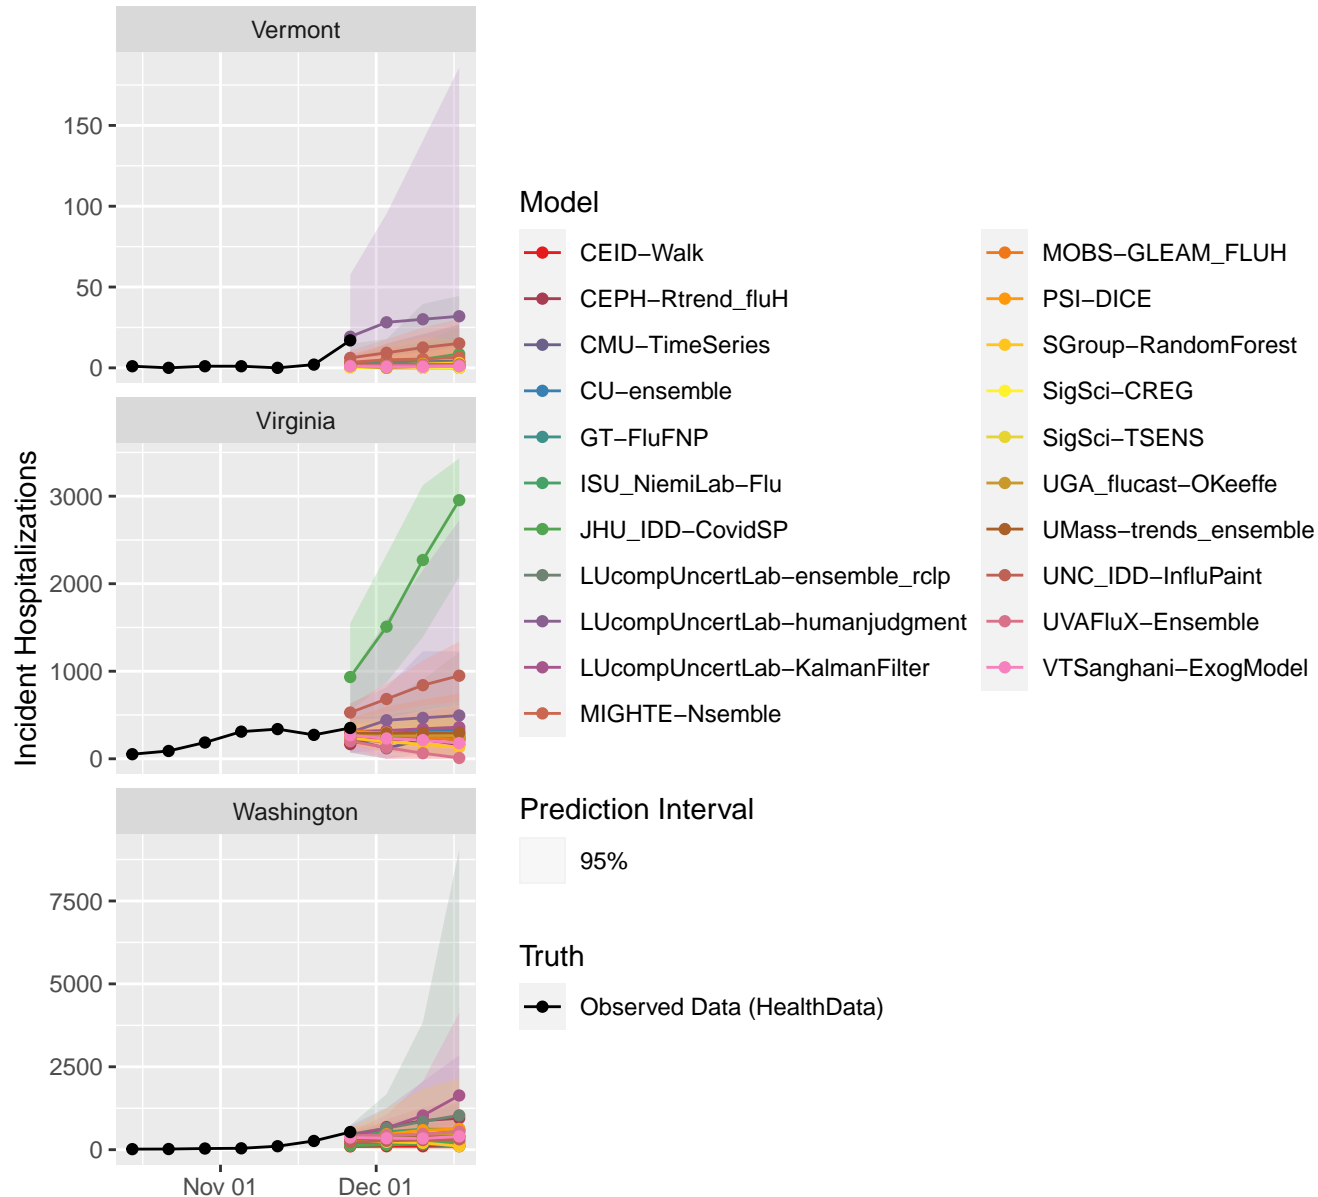 Vermont
150
100
50
0
Virginia
3000
2000
1000
0
Washington
7500
5000
2500
0
Nov 01
Dec 01
Incident Hospitalizations
Model
CEID−Walk
CEPH−Rtrend_fluH
CMU−TimeSeries
CU−ensemble
GT−FluFNP
ISU_NiemiLab−Flu
JHU_IDD−CovidSP
LUcompUncertLab−ensemble_rclp
LUcompUncertLab−humanjudgment
LUcompUncertLab−KalmanFilter
MIGHTE−Nsemble
MOBS−GLEAM_FLUH
PSI−DICE
SGroup−RandomForest
SigSci−CREG
SigSci−TSENS
UGA_flucast−OKeeffe
UMass−trends_ensemble
UNC_IDD−InfluPaint
UVAFluX−Ensemble
VTSanghani−ExogModel
Prediction Interval
95%
Truth
Observed Data (HealthData)